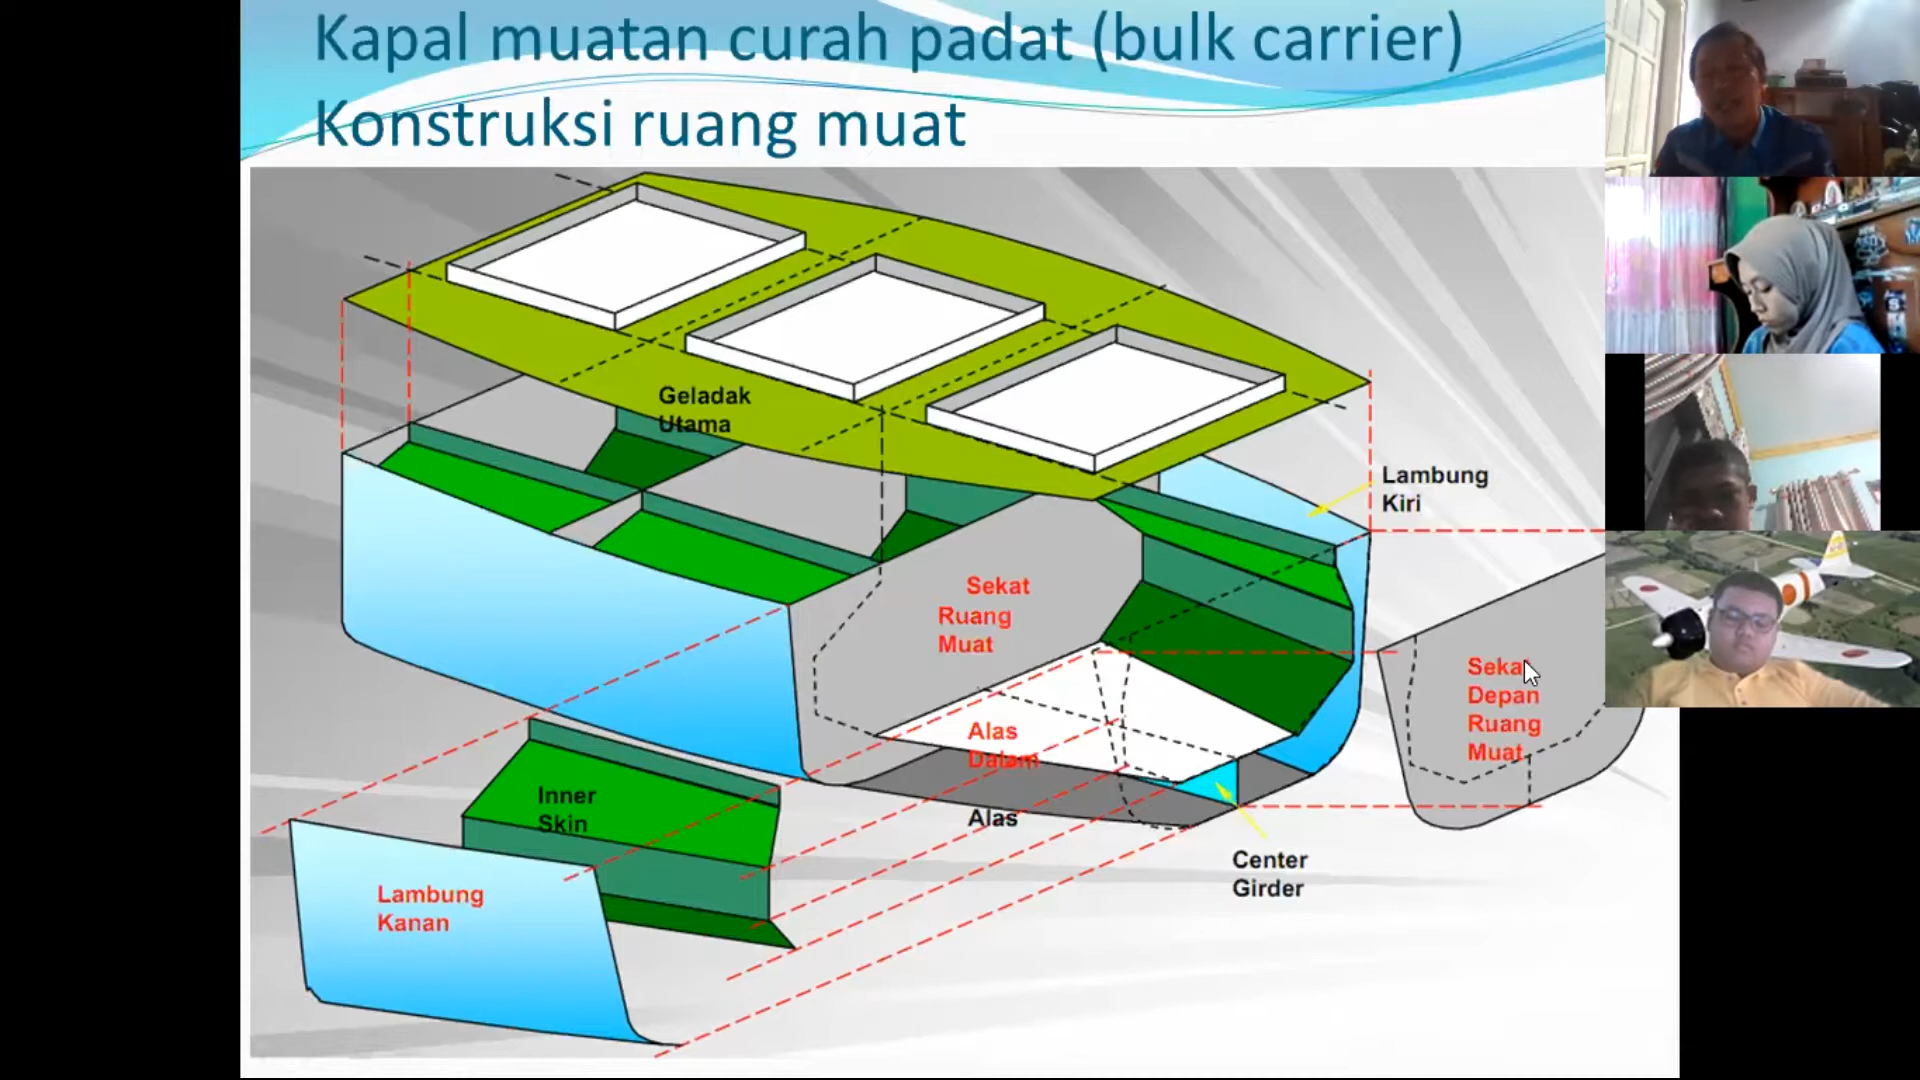 Kapal muatan curah padat (bulk carrier)
Konstruksi ruang muat
Geladak
Utama
Lambung
Kiri
Sekat
Ruang
Muat
Sekat
Depan
Ruang
Muat
Alas
Dalam
Alas
Inner
Skin
Center
Girder
Lambung
Kanan